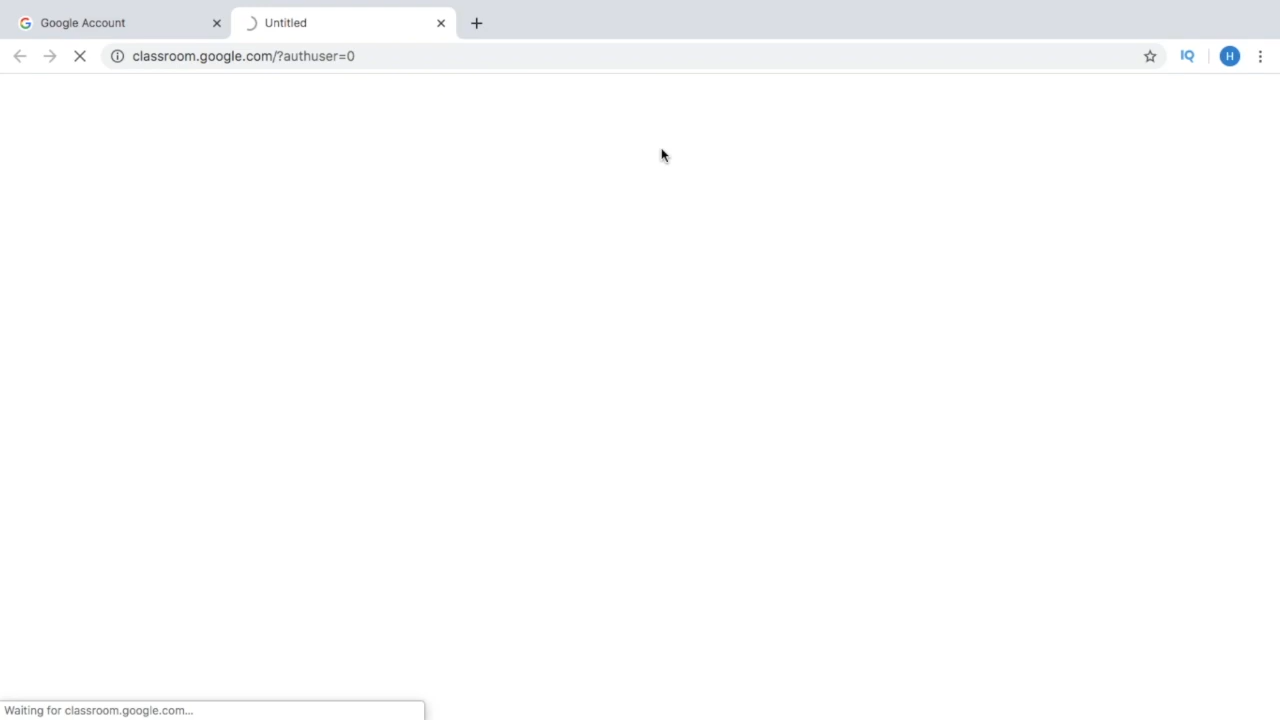 Google Account
Untitled
classroom.google.com/?authuser=0
IQ
H
Waiting for classroom.google.com...